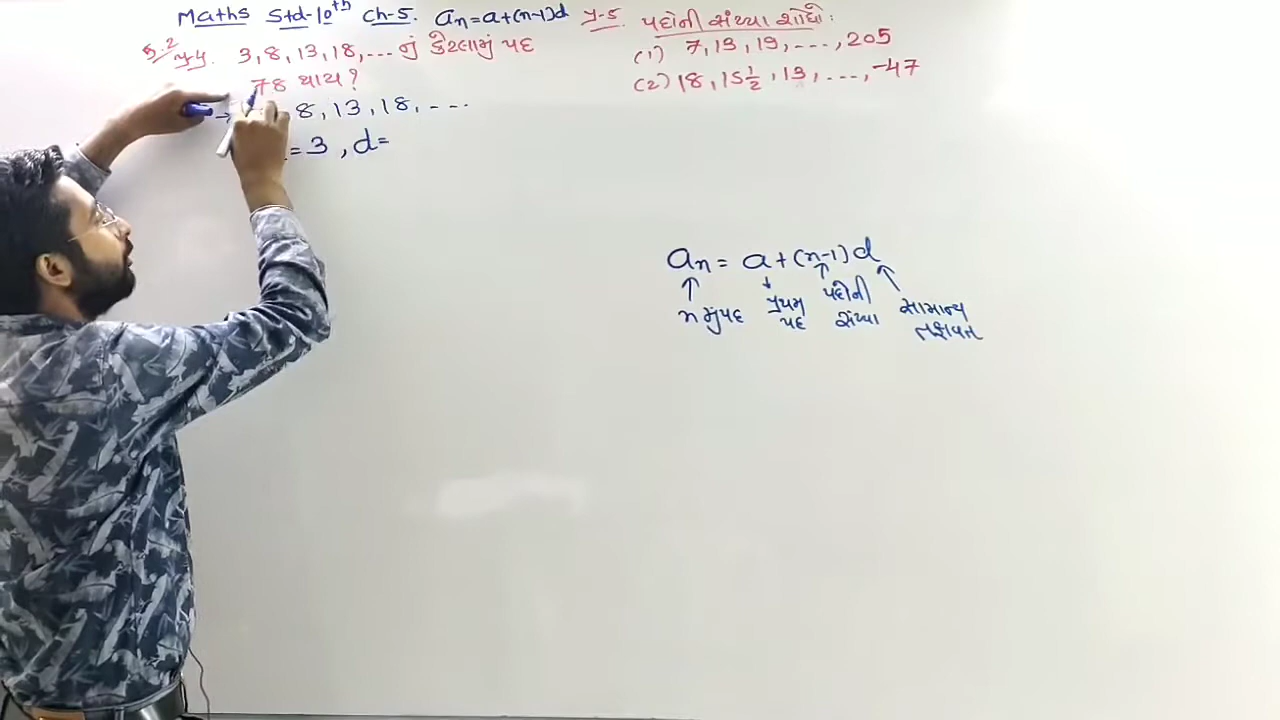 Maths Std-10th Ch-5. an=a+(n-1)d
5.2 પ્ર-4. 3,8,13,18,... નું કેટલામું પદ
78 થાય?
→ 8,13,18,...
=3, d=
પ્ર-5 પદોની સંખ્યા શોધો:
(1) 7,13,19,...,205
(2) 18,15½,13,...,-47
an = a+(n-1)d
n મું પદ પ્રથમ પદોની સામાન્ય
પદ સંખ્યા તફાવત